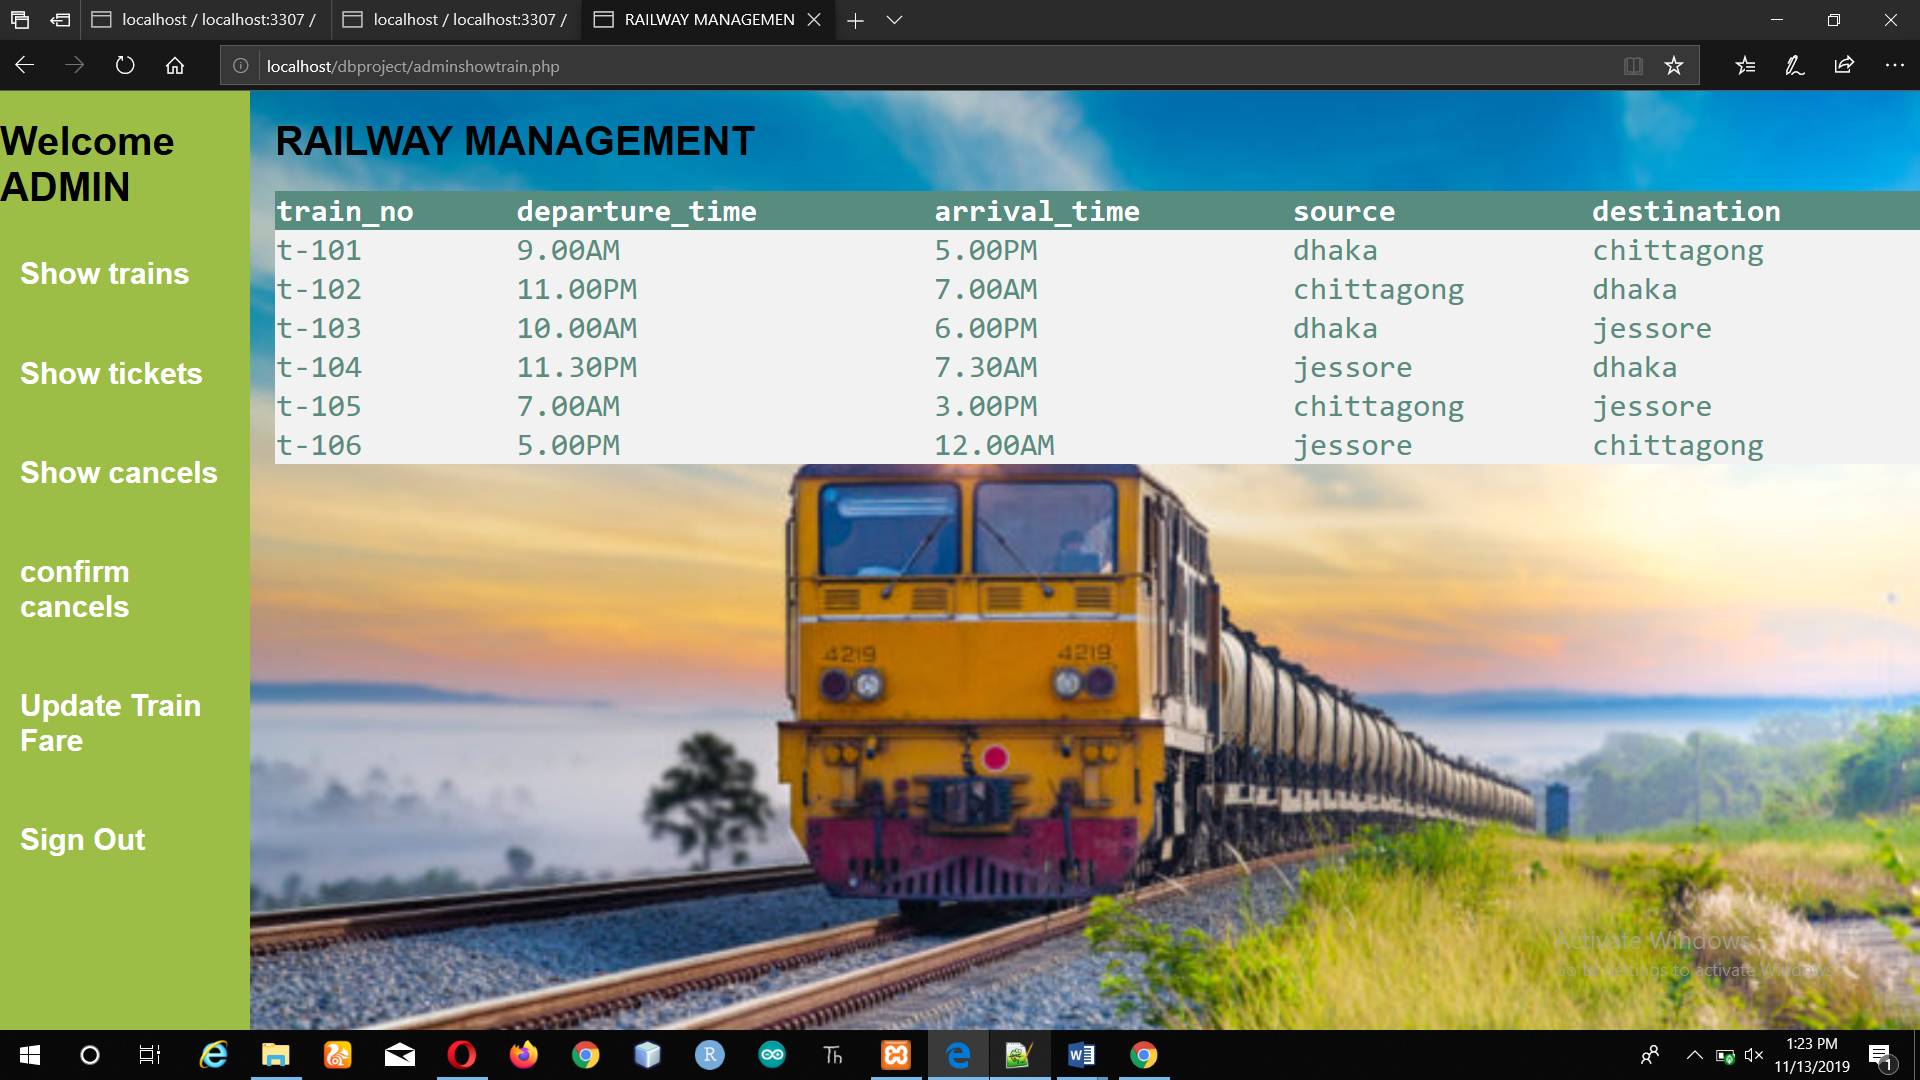 localhost / localhost:3307 /
localhost / localhost:3307 /
RAILWAY MANAGEMEN
localhost/dbproject/adminshowtrain.php
Welcome
ADMIN
Show trains
Show tickets
Show cancels
confirm
cancels
Update Train
Fare
Sign Out
RAILWAY MANAGEMENT
train_no departure_time arrival_time source destination
t-101 9.00AM 5.00PM dhaka chittagong
t-102 11.00PM 7.00AM chittagong dhaka
t-103 10.00AM 6.00PM dhaka jessore
t-104 11.30PM 7.30AM jessore dhaka
t-105 7.00AM 3.00PM chittagong jessore
t-106 5.00PM 12.00AM jessore chittagong
4219 4219
Activate Windows
Go to Settings to activate Windows.
Th
1:23 PM
11/13/2019
1